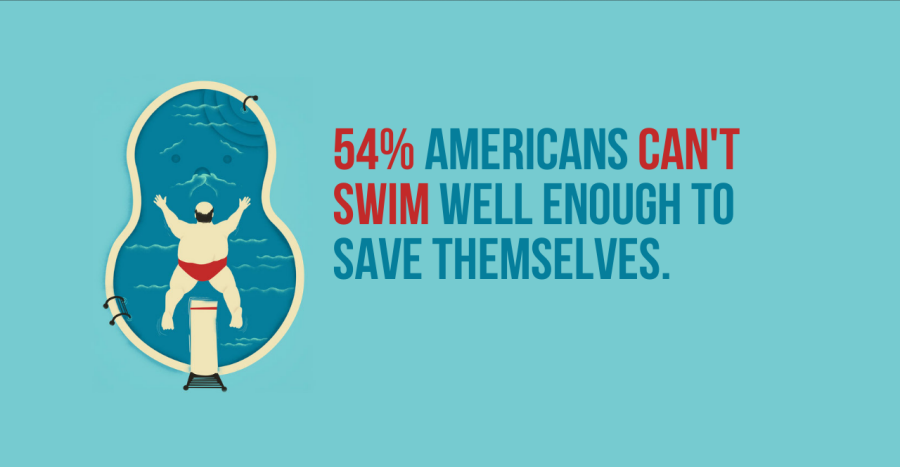 54% AMERICANS CAN'T
SWIM WELL ENOUGH TO
SAVE THEMSELVES.